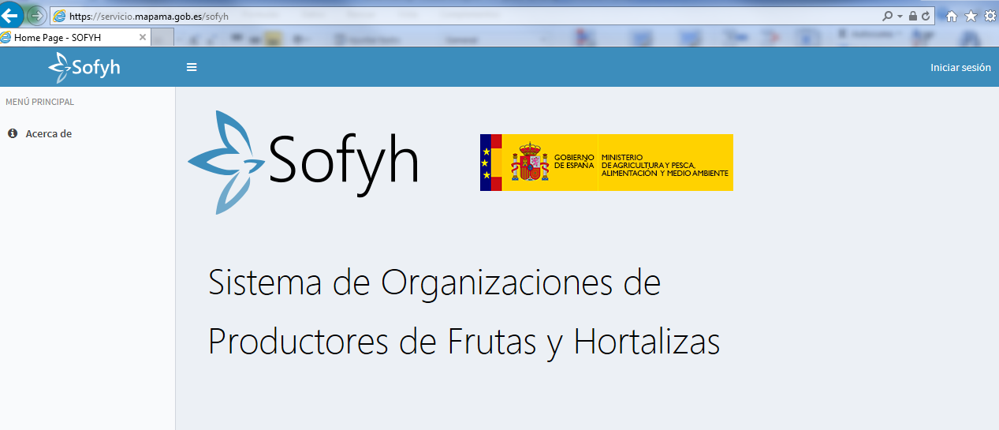 https://servicio.mapama.gob.es/sofyh
Home Page - SOFYH
Sofyh
Iniciar sesión
MENÚ PRINCIPAL
Acerca de
Sofyh
GOBIERNO
DE ESPAÑA
MINISTERIO
DE AGRICULTURA Y PESCA,
ALIMENTACIÓN Y MEDIO AMBIENTE
Sistema de Organizaciones de
Productores de Frutas y Hortalizas